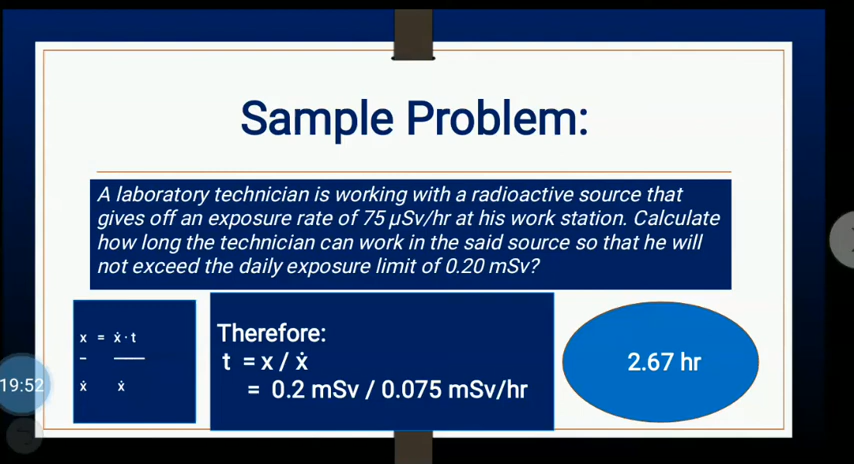 Sample Problem:
A laboratory technician is working with a radioactive source that
gives off an exposure rate of 75 µSv/hr at his work station. Calculate
how long the technician can work in the said source so that he will
not exceed the daily exposure limit of 0.20 mSv?
x = ẋ · t
ẋ ẋ
Therefore:
t = x / ẋ
= 0.2 mSv / 0.075 mSv/hr
2.67 hr
19:52